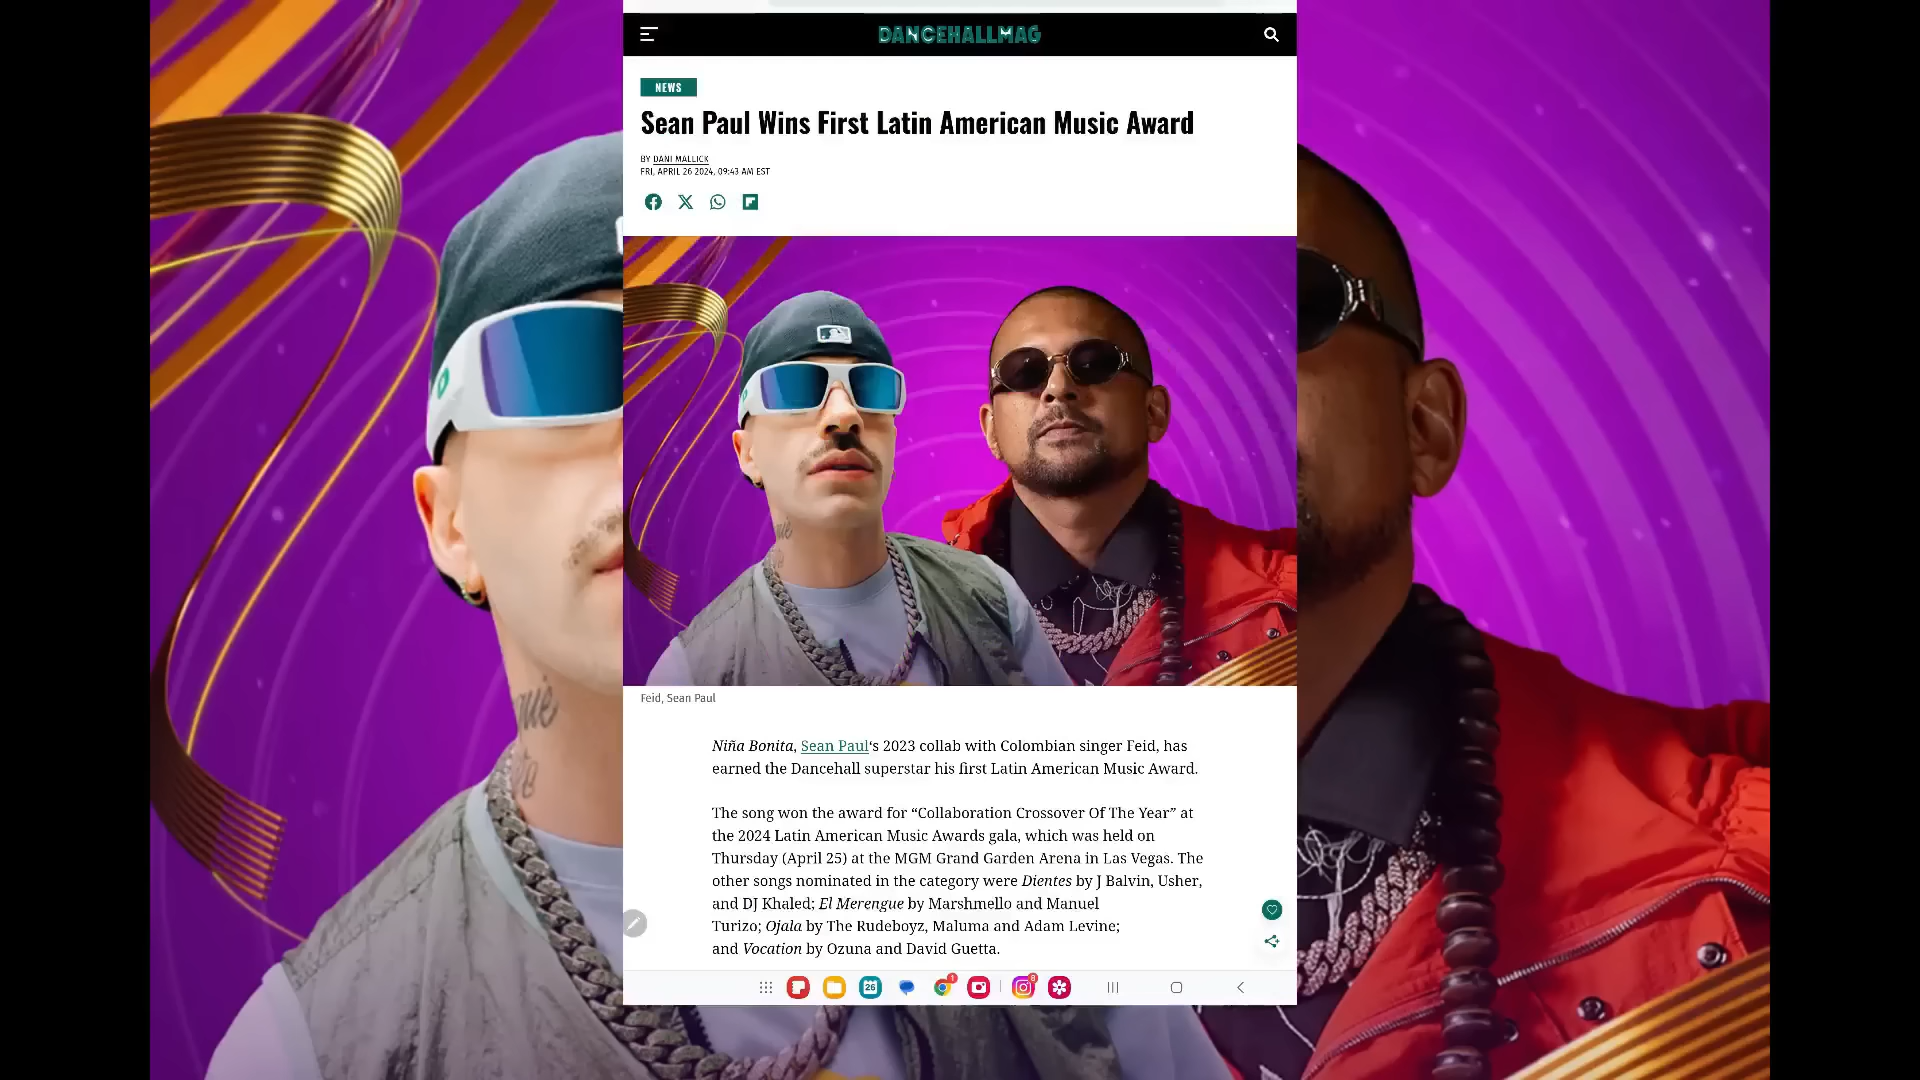 DANCEHALLMAG
NEWS
Sean Paul Wins First Latin American Music Award
BY DANI MALLICK
FRI, APRIL 26 2024, 09:43 AM EST
Feid, Sean Paul
Niña Bonita, Sean Paul‘s 2023 collab with Colombian singer Feid, has
earned the Dancehall superstar his first Latin American Music Award.
The song won the award for “Collaboration Crossover Of The Year” at
the 2024 Latin American Music Awards gala, which was held on
Thursday (April 25) at the MGM Grand Garden Arena in Las Vegas. The
other songs nominated in the category were Dientes by J Balvin, Usher,
and DJ Khaled; El Merengue by Marshmello and Manuel
Turizo; Ojala by The Rudeboyz, Maluma and Adam Levine;
and Vocation by Ozuna and David Guetta.
26
1
8